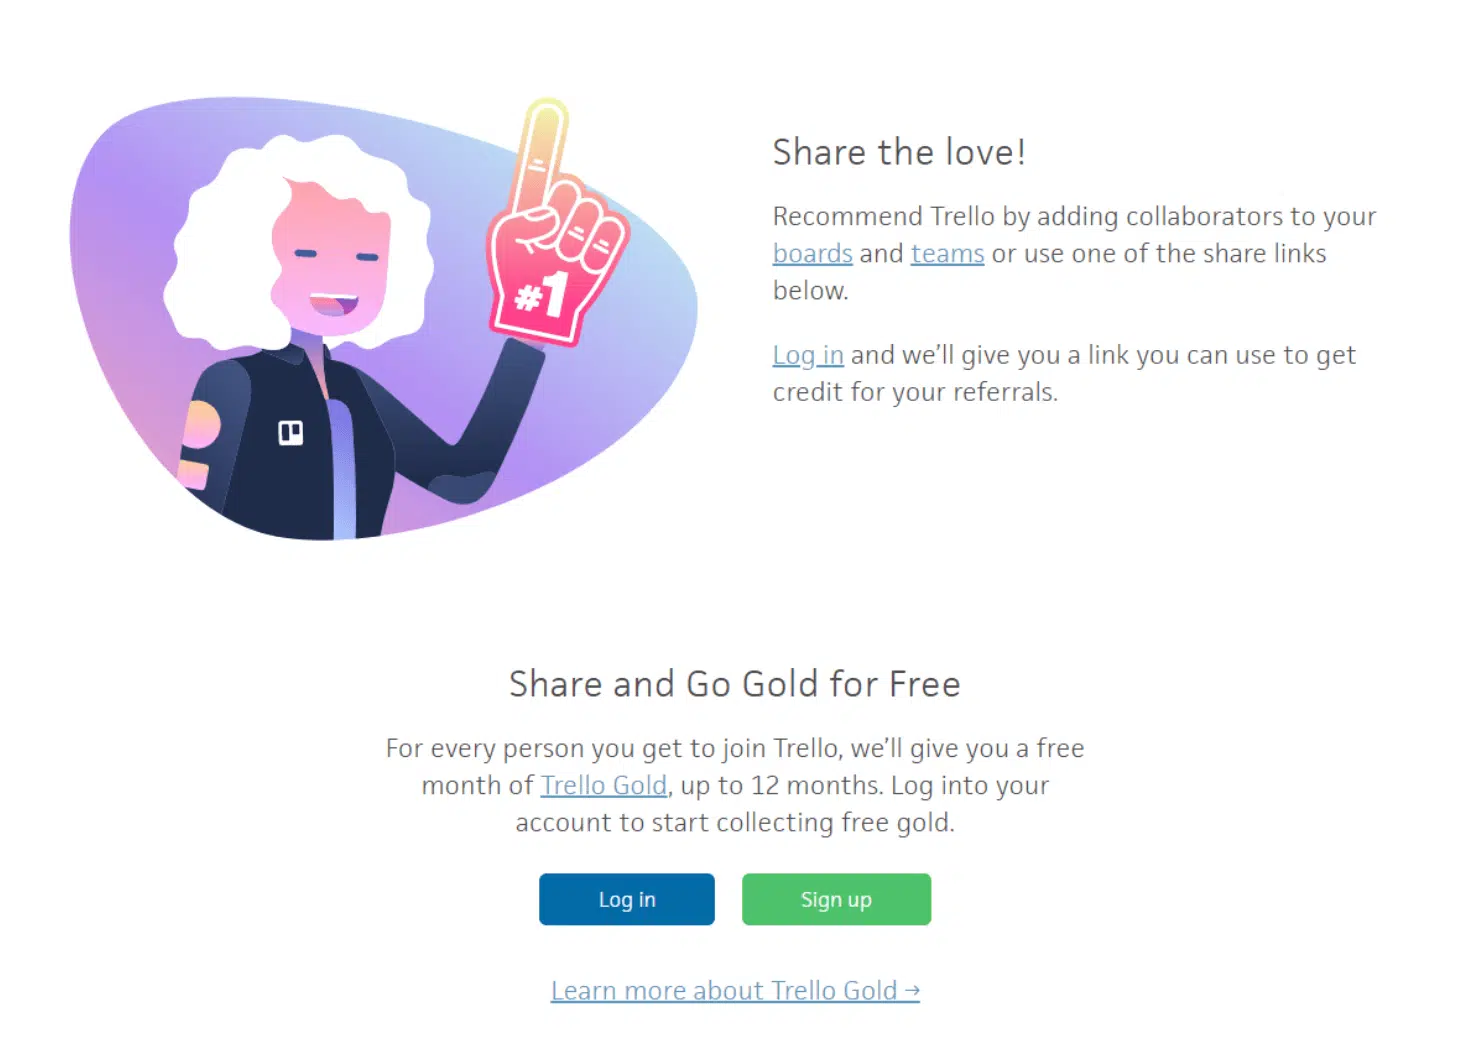 #1
Share the love!
Recommend Trello by adding collaborators to your
boards and teams or use one of the share links
below.
Log in and we’ll give you a link you can use to get
credit for your referrals.
Share and Go Gold for Free
For every person you get to join Trello, we’ll give you a free
month of Trello Gold, up to 12 months. Log into your
account to start collecting free gold.
Log in
Sign up
Learn more about Trello Gold →